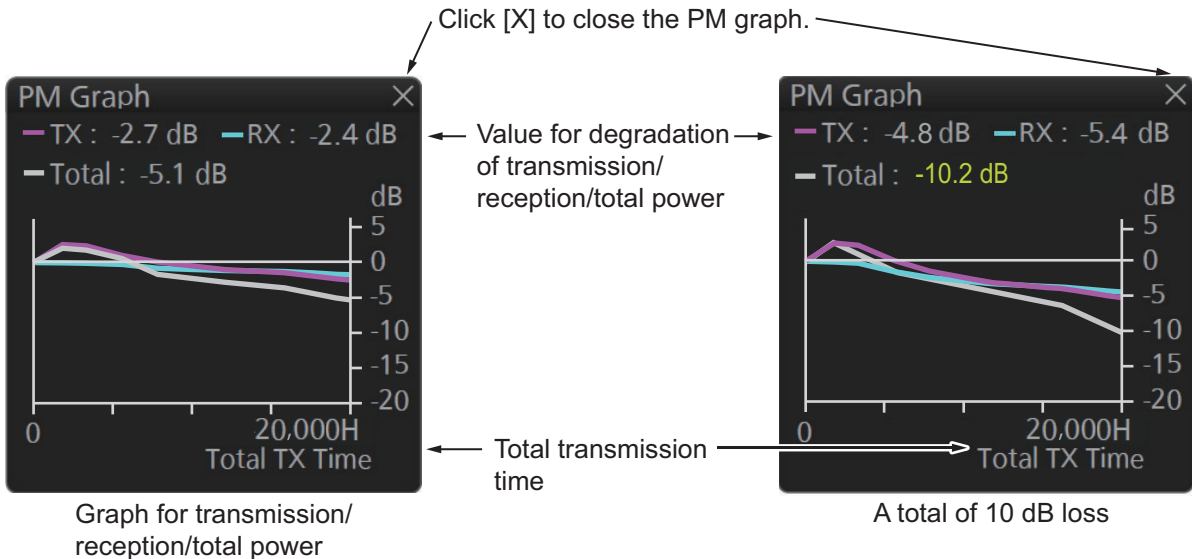 Click [X] to close the PM graph.
PM Graph
TX : -2.7 dB
RX : -2.4 dB
Total : -5.1 dB
dB
5
0
-5
-10
-15
-20
0
20,000H
Total TX Time
Graph for transmission/
reception/total power
Value for degradation
of transmission/
reception/total power
Total transmission
time
PM Graph
TX : -4.8 dB
RX : -5.4 dB
Total : -10.2 dB
dB
5
0
-5
-10
-15
-20
0
20,000H
Total TX Time
A total of 10 dB loss